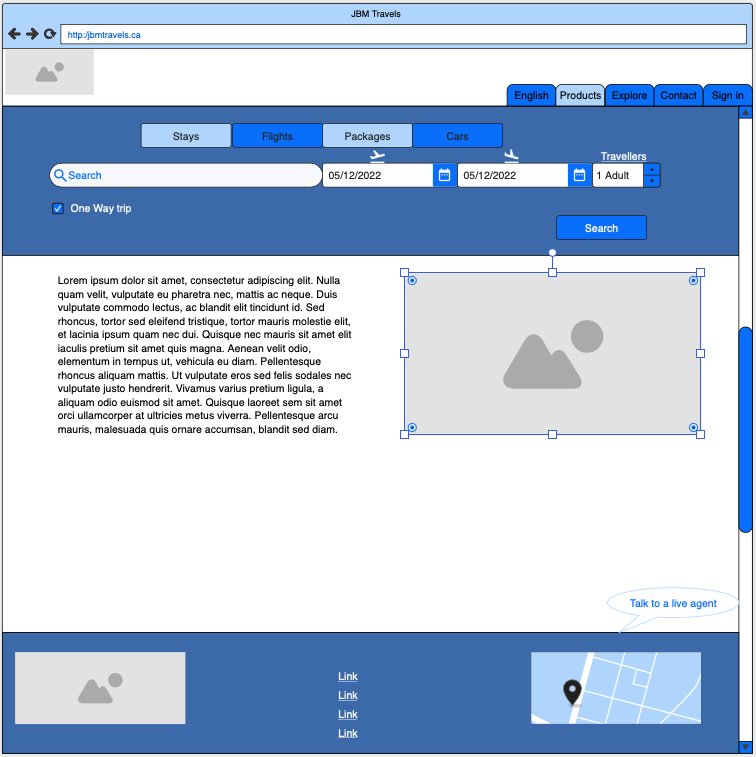 JBM Travels
http:/jbmtravels.ca
English Products Explore Contact Sign in
Stays Flights Packages Cars
Travellers
Search 05/12/2022 05/12/2022 1 Adult
One Way trip
Search
Lorem ipsum dolor sit amet, consectetur adipiscing elit. Nulla
quam velit, vulputate eu pharetra nec, mattis ac neque. Duis
vulputate commodo lectus, ac blandit elit tincidunt id. Sed
rhoncus, tortor sed eleifend tristique, tortor mauris molestie elit,
et lacinia ipsum quam nec dui. Quisque nec mauris sit amet elit
iaculis pretium sit amet quis magna. Aenean velit odio,
elementum in tempus ut, vehicula eu diam. Pellentesque
rhoncus aliquam mattis. Ut vulputate eros sed felis sodales nec
vulputate justo hendrerit. Vivamus varius pretium ligula, a
aliquam odio euismod sit amet. Quisque laoreet sem sit amet
orci ullamcorper at ultricies metus viverra. Pellentesque arcu
mauris, malesuada quis ornare accumsan, blandit sed diam.
Talk to a live agent
Link
Link
Link
Link